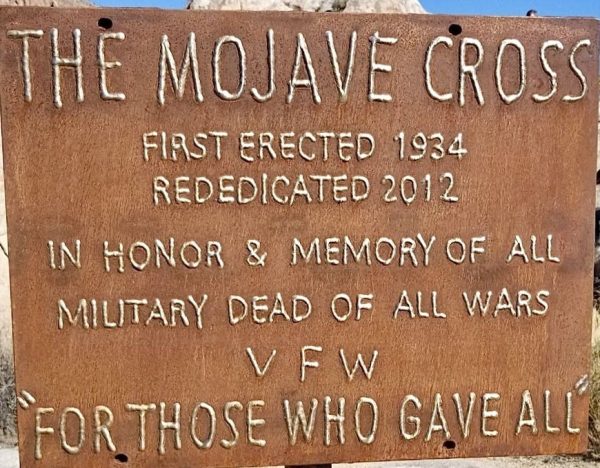 THE MOJAVE CROSS
FIRST ERECTED 1934
REDEDICATED 2012
IN HONOR & MEMORY OF ALL
MILITARY DEAD OF ALL WARS
V F W
"FOR THOSE WHO GAVE ALL"